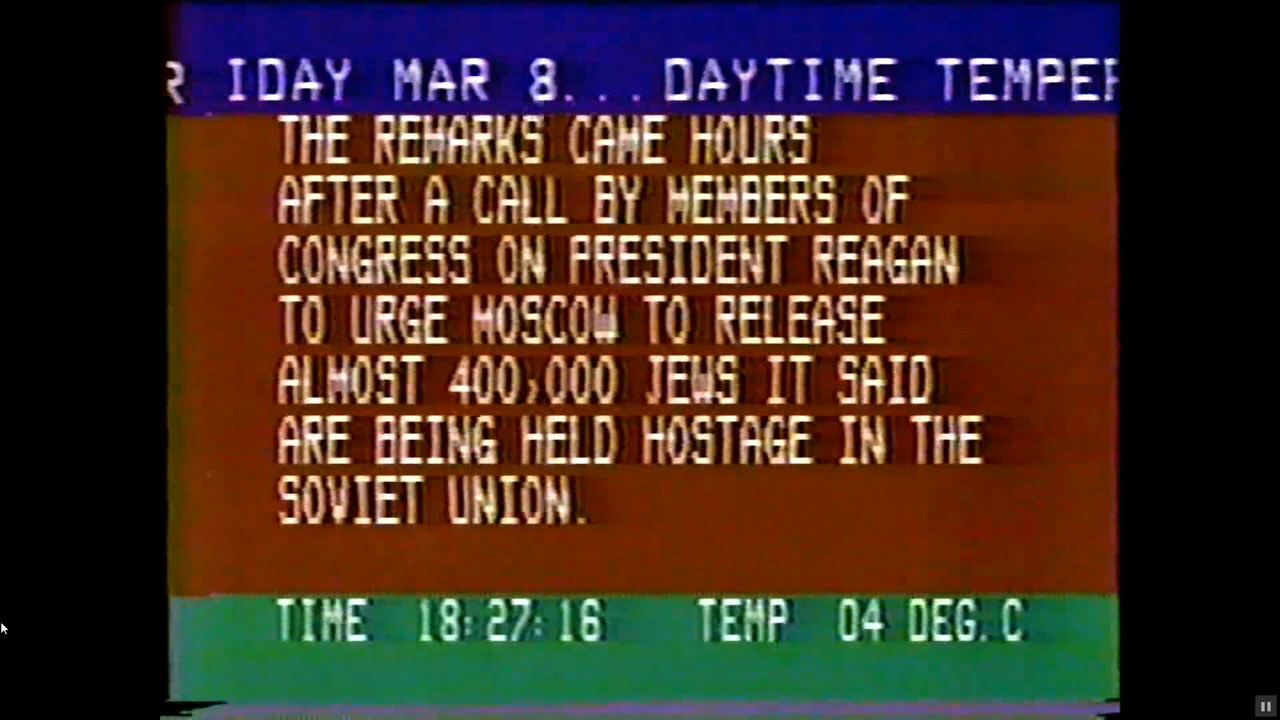 R IDAY MAR 8...DAYTIME TEMPER
THE REMARKS CAME HOURS
AFTER A CALL BY MEMBERS OF
CONGRESS ON PRESIDENT REAGAN
TO URGE MOSCOW TO RELEASE
ALMOST 400,000 JEWS IT SAID
ARE BEING HELD HOSTAGE IN THE
SOVIET UNION.
TIME 18:27:16 TEMP 04 DEG.C